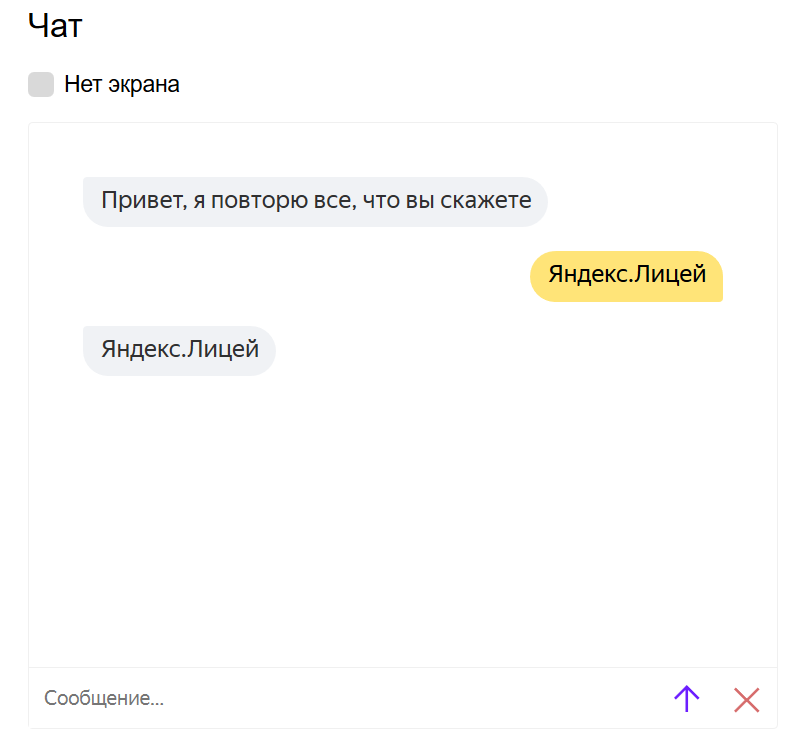 Чат
Нет экрана
Привет, я повторю все, что вы скажете
Яндекс.Лицей
Яндекс.Лицей
Сообщение...